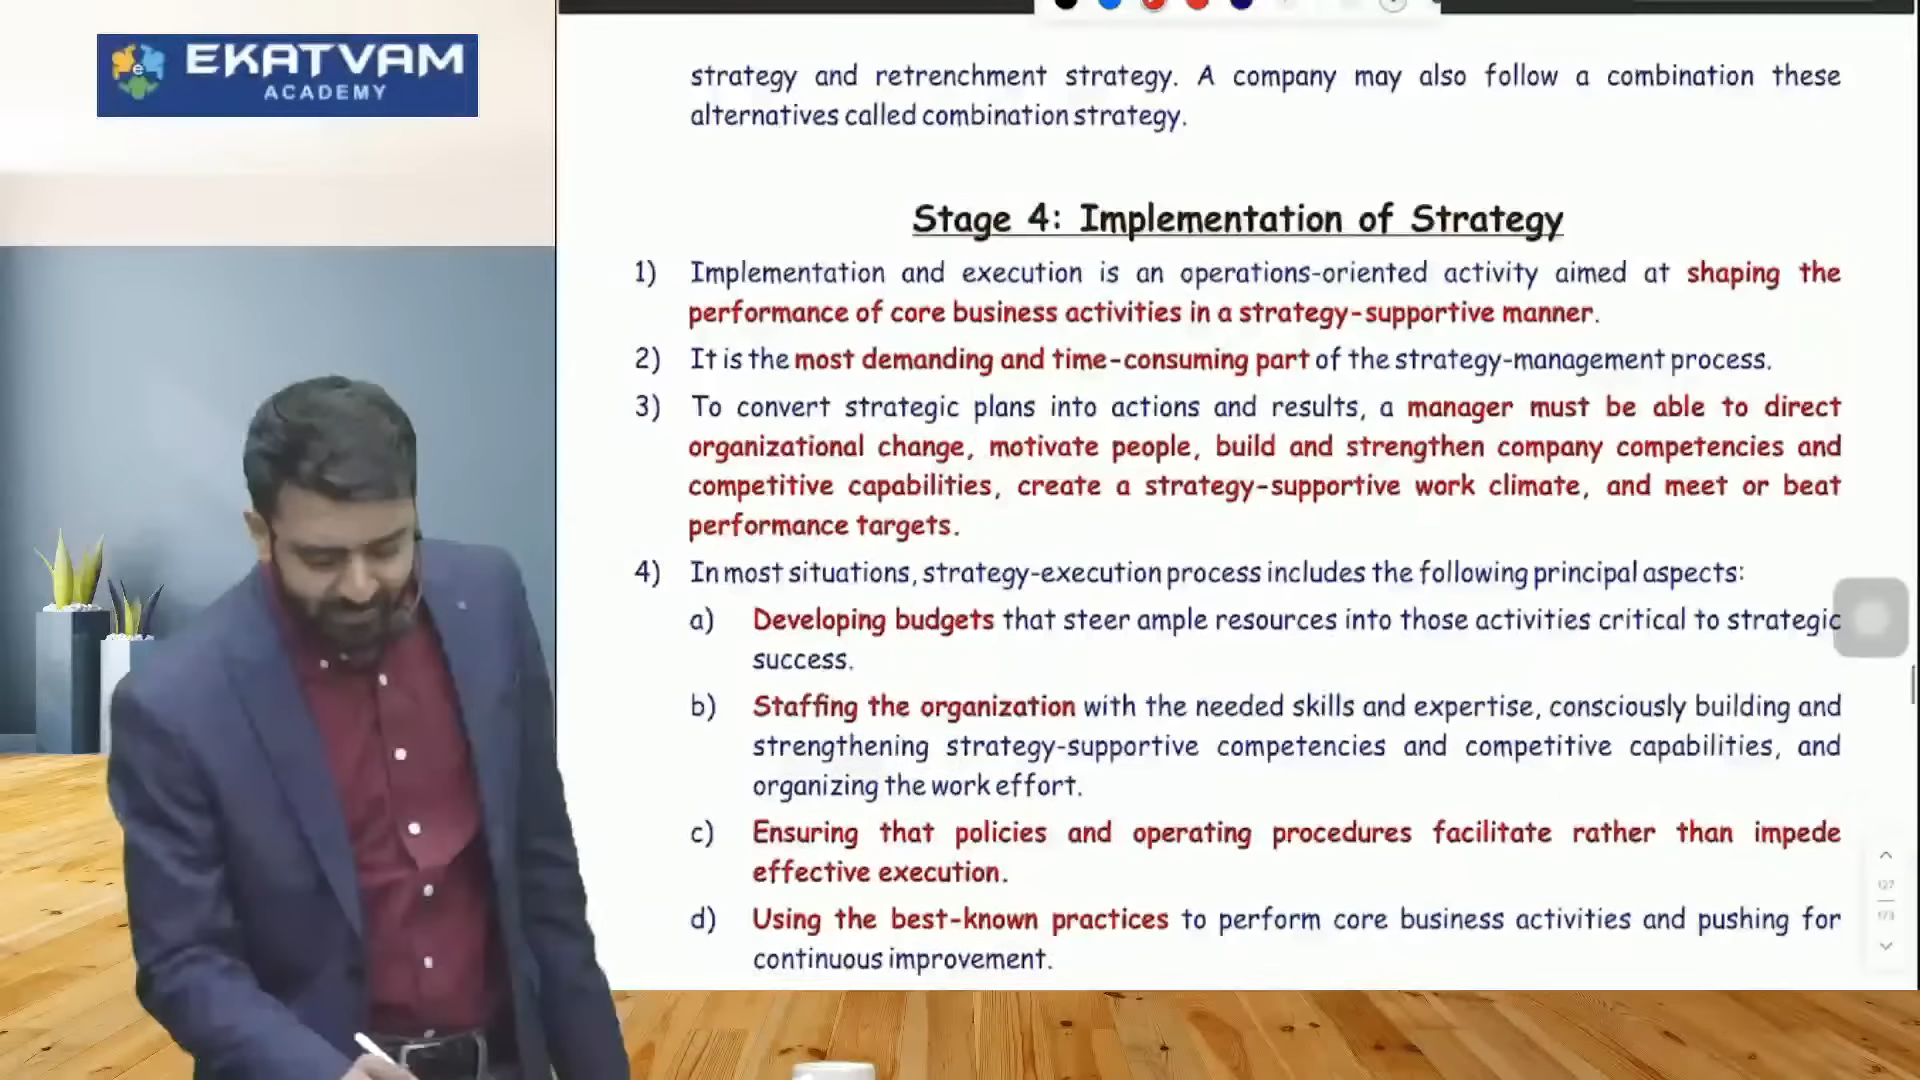 EKATVAM
ACADEMY
strategy and retrenchment strategy. A company may also follow a combination these
alternatives called combination strategy.
Stage 4: Implementation of Strategy
1) Implementation and execution is an operations-oriented activity aimed at shaping the
performance of core business activities in a strategy-supportive manner.
2) It is the most demanding and time-consuming part of the strategy-management process.
3) To convert strategic plans into actions and results, a manager must be able to direct
organizational change, motivate people, build and strengthen company competencies and
competitive capabilities, create a strategy-supportive work climate, and meet or beat
performance targets.
4) In most situations, strategy-execution process includes the following principal aspects:
a) Developing budgets that steer ample resources into those activities critical to strategic
success.
b) Staffing the organization with the needed skills and expertise, consciously building and
strengthening strategy-supportive competencies and competitive capabilities, and
organizing the work effort.
c) Ensuring that policies and operating procedures facilitate rather than impede
effective execution.
d) Using the best-known practices to perform core business activities and pushing for
continuous improvement.
127
173